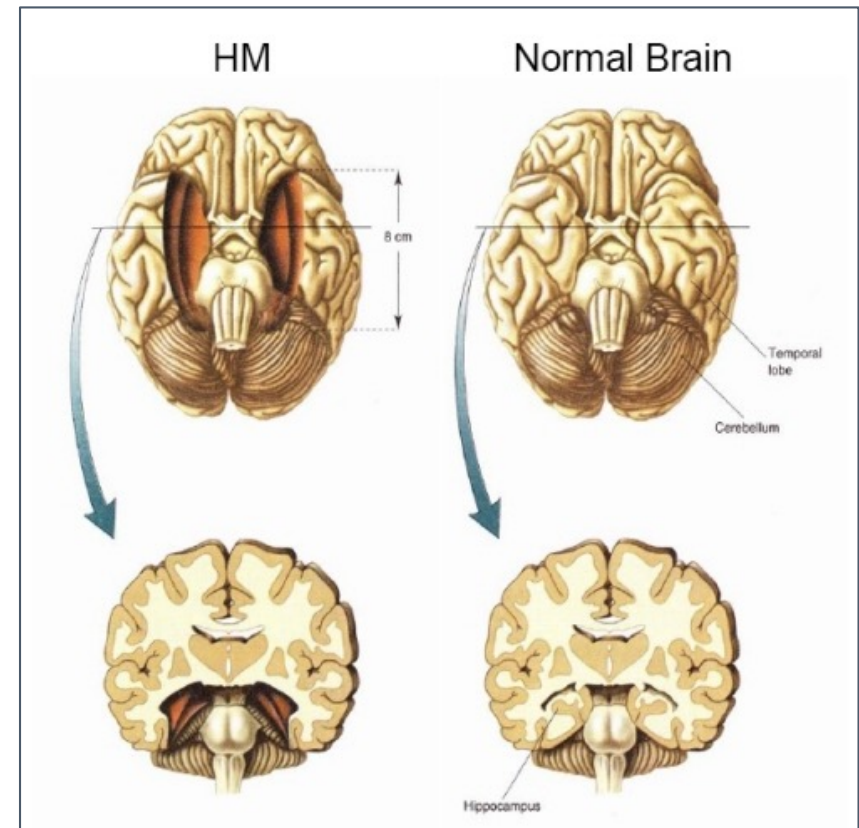 HM
Normal Brain
8 cm
Temporal
lobe
Cerebellum
Hippocampus